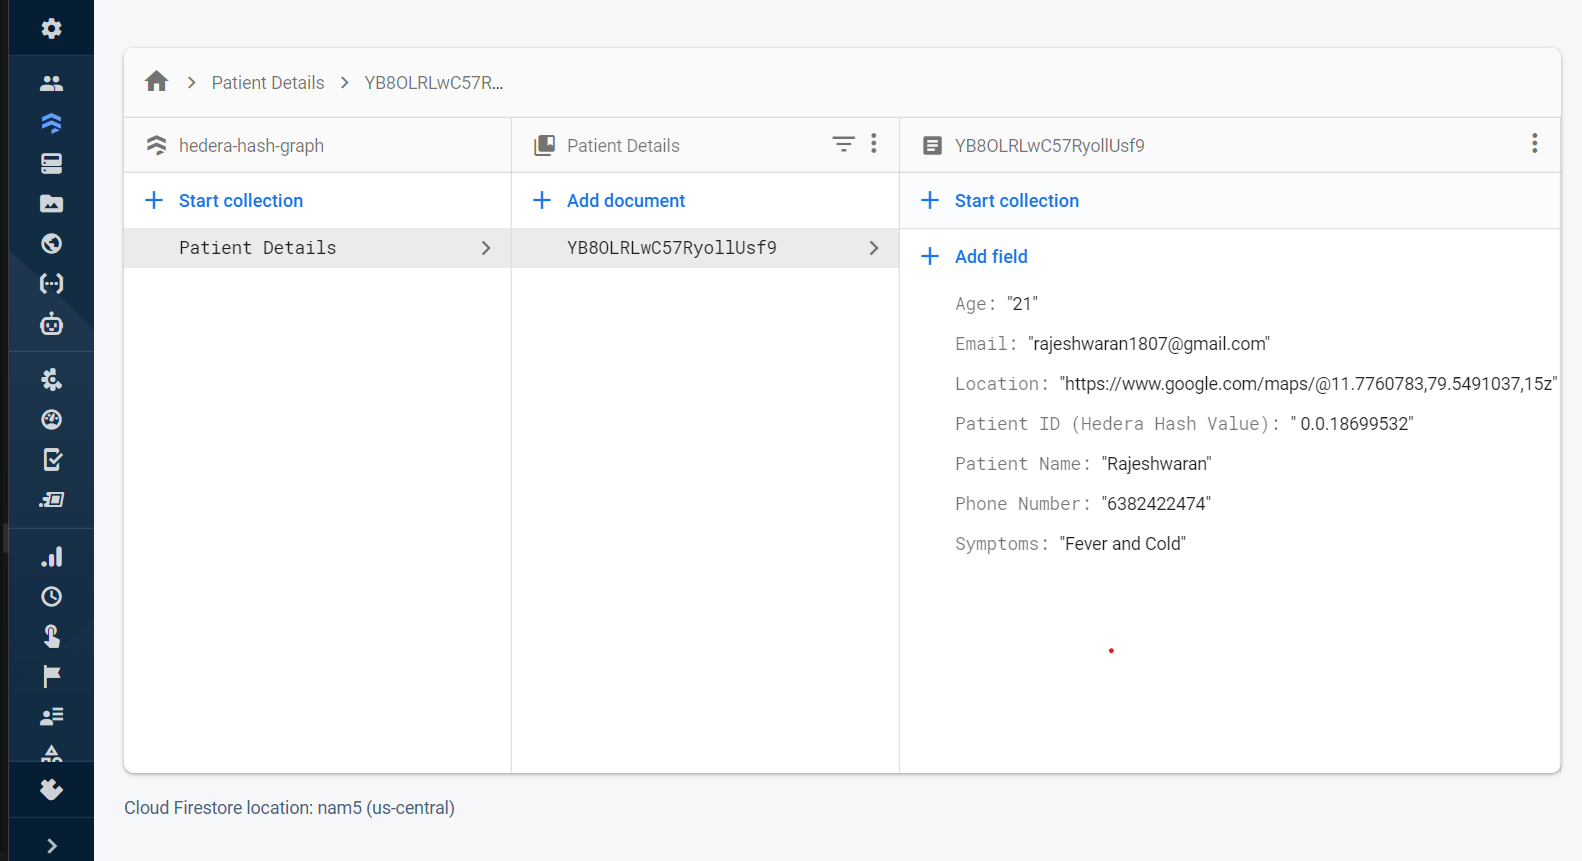 Patient Details
YB8OLRLwC57R...
hedera-hash-graph
Patient Details
YB8OLRLwC57RyollUsf9
Start collection
Add document
Start collection
Patient Details
YB8OLRLwC57RyollUsf9
Add field
Age: "21"
Email: "rajeshwaran1807@gmail.com"
Location: "https://www.google.com/maps/@11.7760783,79.5491037,15z"
Patient ID (Hedera Hash Value): " 0.0.18699532"
Patient Name: "Rajeshwaran"
Phone Number: "6382422474"
Symptoms: "Fever and Cold"
Cloud Firestore location: nam5 (us-central)